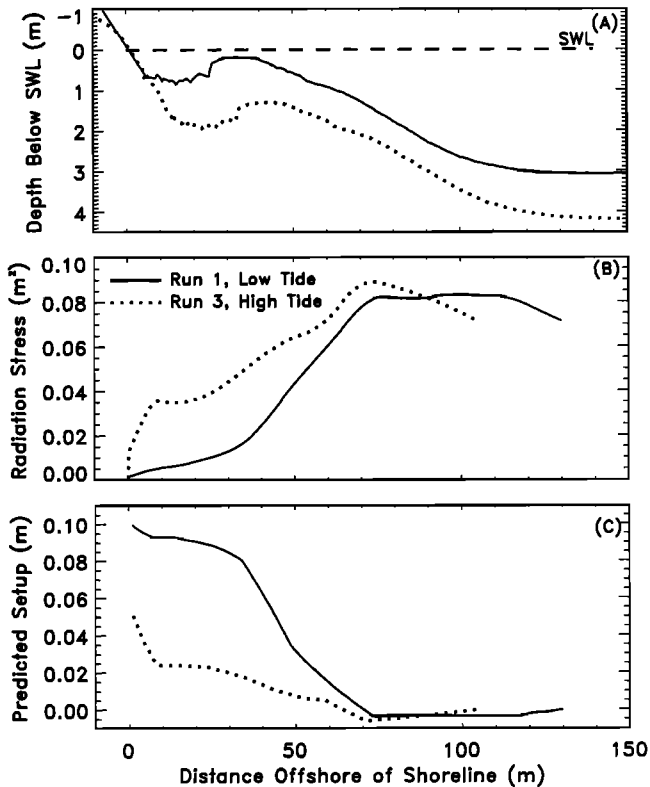 (A)
SWL
-1
0
1
2
3
4
Depth Below SWL (m)
(B)
Run 1, Low Tide
Run 3, High Tide
0.10
0.08
0.06
0.04
0.02
0.00
Radiation Stress (m²)
(C)
0.10
0.08
0.06
0.04
0.02
0.00
Predicted Setup (m)
0
50
100
150
Distance Offshore of Shoreline (m)